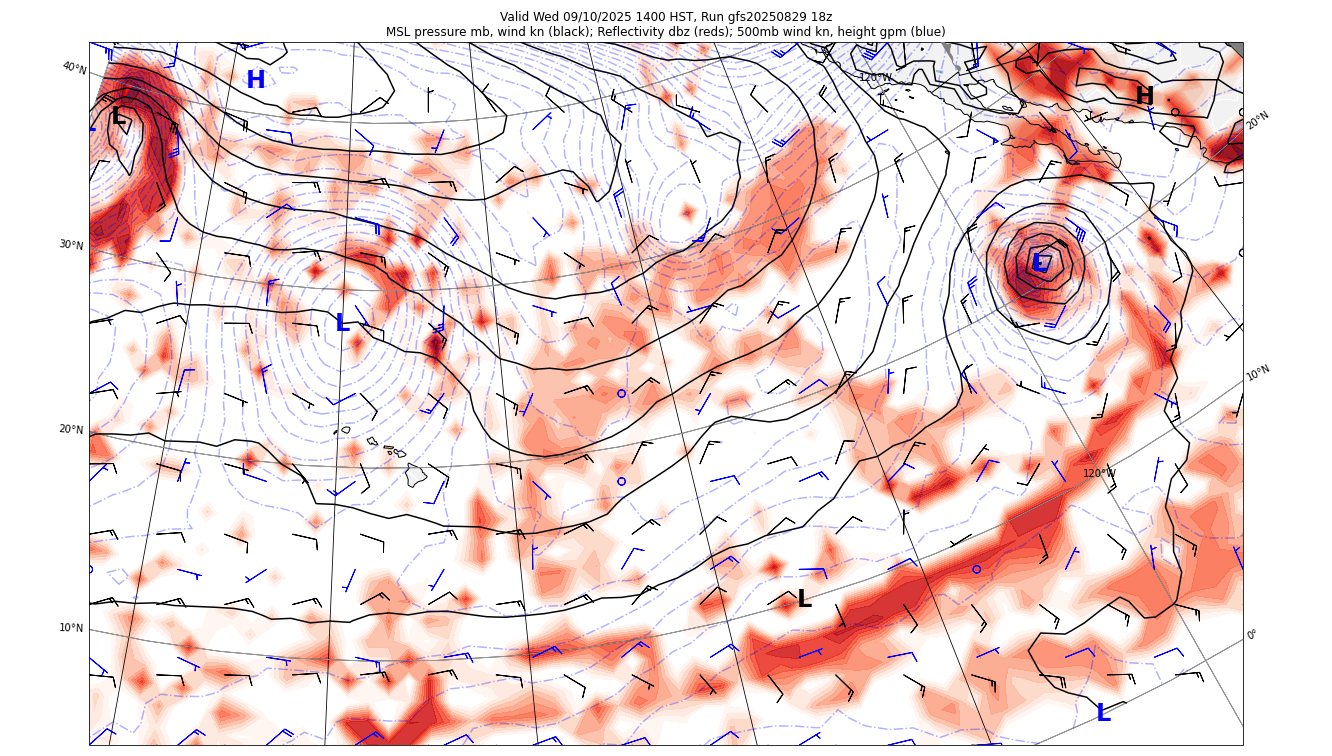 Valid Wed 09/10/2025 1400 HST, Run gfs20250829 18z
MSL pressure mb, wind kn (black); Reflectivity dbz (reds); 500mb wind kn, height gpm (blue)
40°N
H
120°W
H
L
20°N
30°N
L
L
10°N
20°N
120°W
L
10°N
0°
L